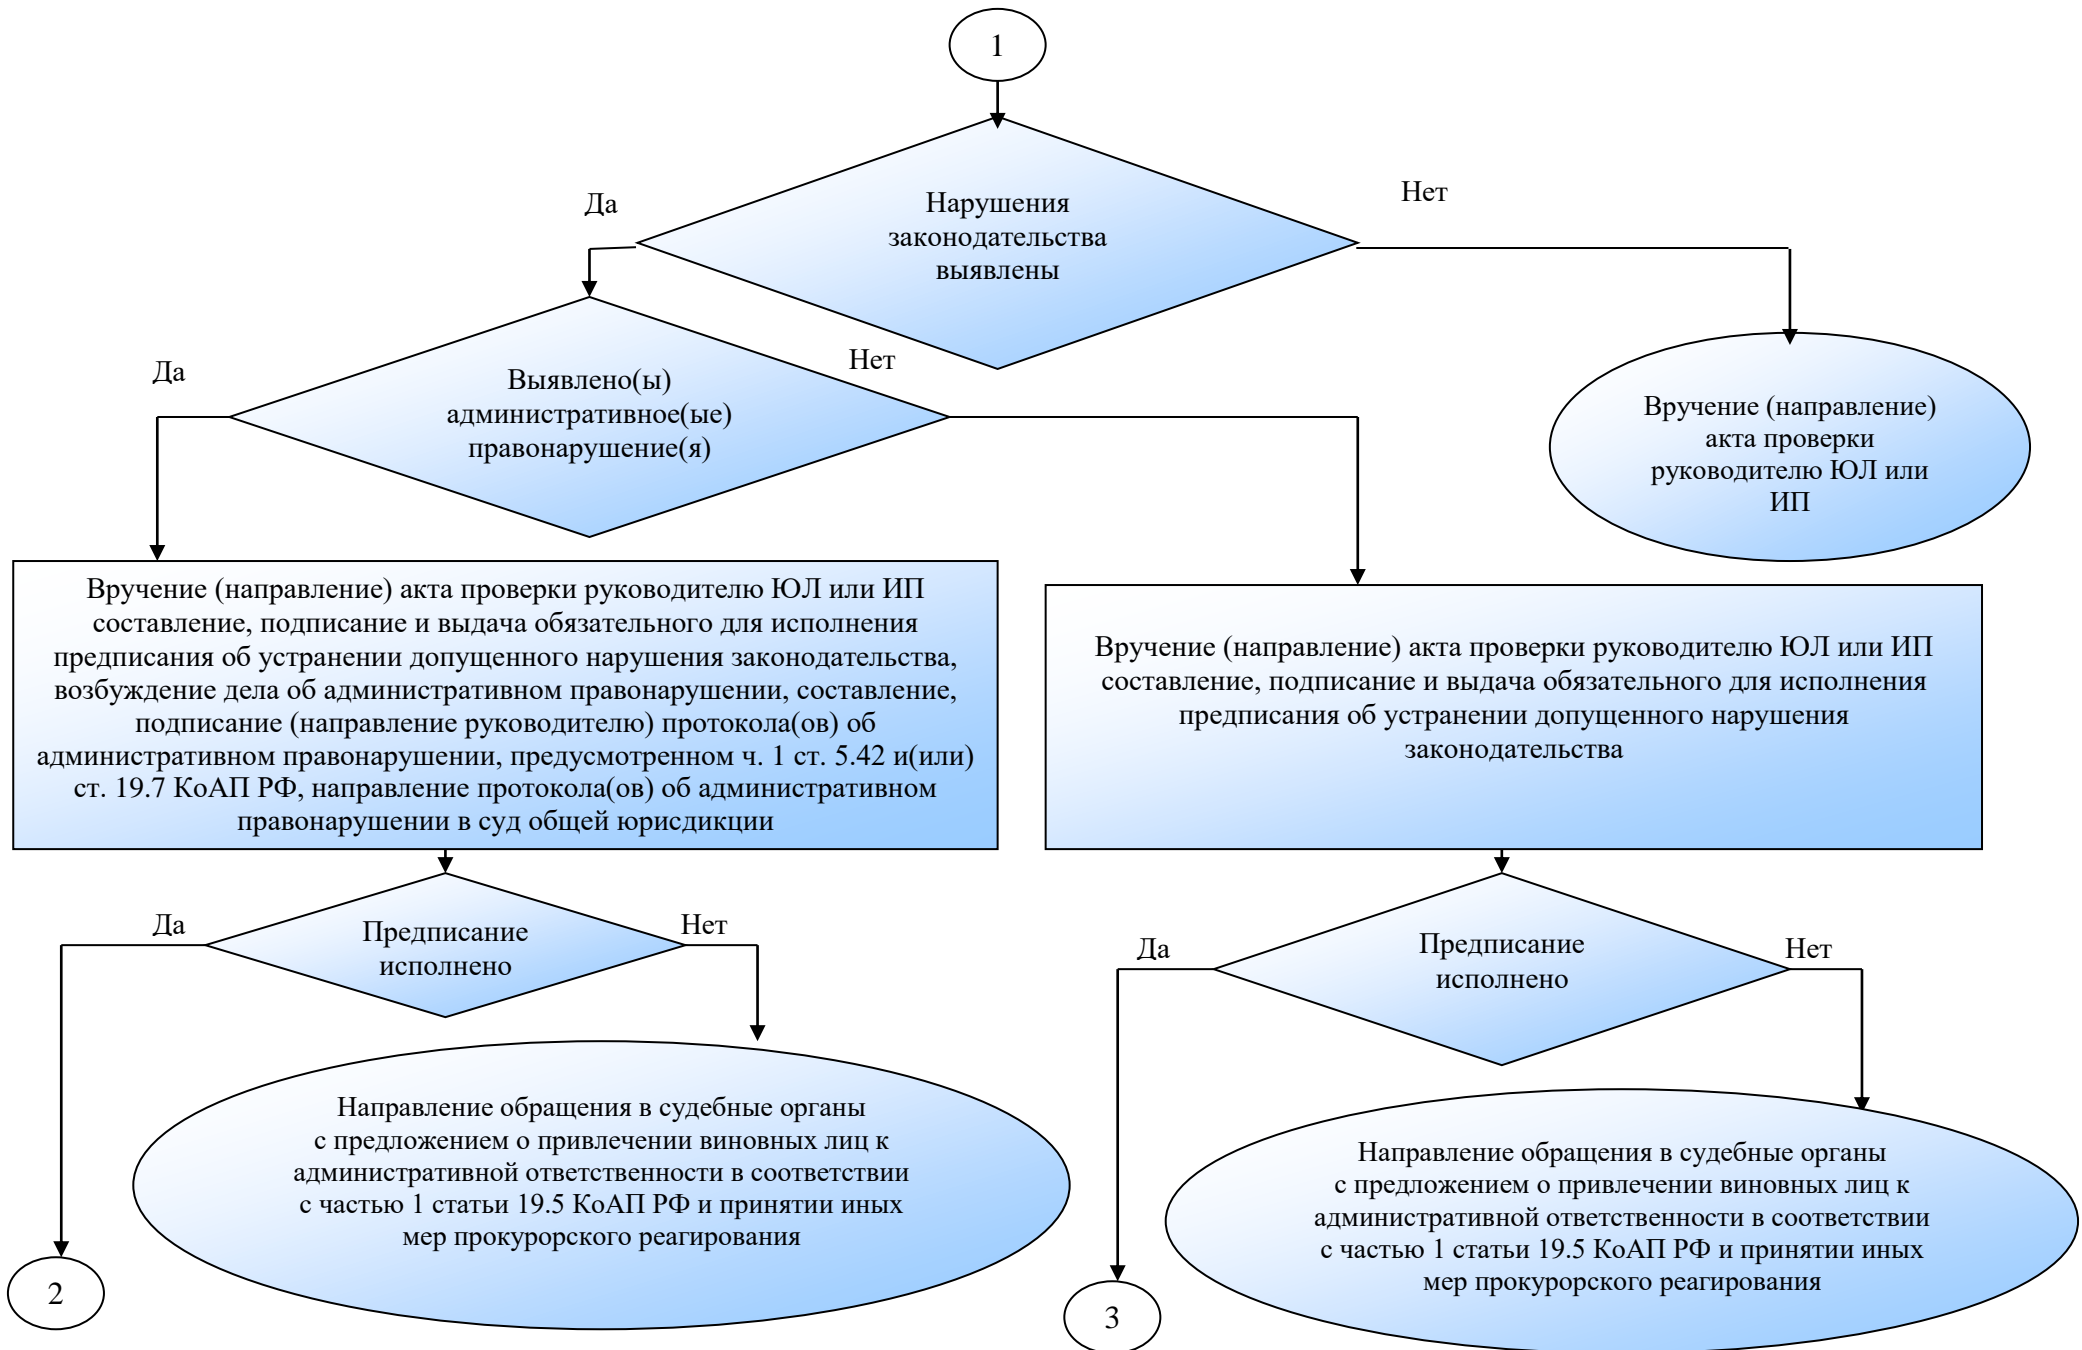 1
Да
Нет
Нарушения
законодательства
выявлены
Да
Нет
Выявлено(ы)
административное(ые)
правонарушение(я)
Вручение (направление)
акта проверки
руководителю ЮЛ или
ИП
Вручение (направление) акта проверки руководителю ЮЛ или ИП
составление, подписание и выдача обязательного для исполнения
предписания об устранении допущенного нарушения законодательства,
возбуждение дела об административном правонарушении, составление,
подписание (направление руководителю) протокола(ов) об
административном правонарушении, предусмотренном ч. 1 ст. 5.42 и(или)
ст. 19.7 КоАП РФ, направление протокола(ов) об административном
правонарушении в суд общей юрисдикции
Вручение (направление) акта проверки руководителю ЮЛ или ИП
составление, подписание и выдача обязательного для исполнения
предписания об устранении допущенного нарушения
законодательства
Да
Нет
Предписание
исполнено
Да
Нет
Предписание
исполнено
Направление обращения в судебные органы
с предложением о привлечении виновных лиц к
административной ответственности в соответствии
с частью 1 статьи 19.5 КоАП РФ и принятии иных
мер прокурорского реагирования
Направление обращения в судебные органы
с предложением о привлечении виновных лиц к
административной ответственности в соответствии
с частью 1 статьи 19.5 КоАП РФ и принятии иных
мер прокурорского реагирования
2
3